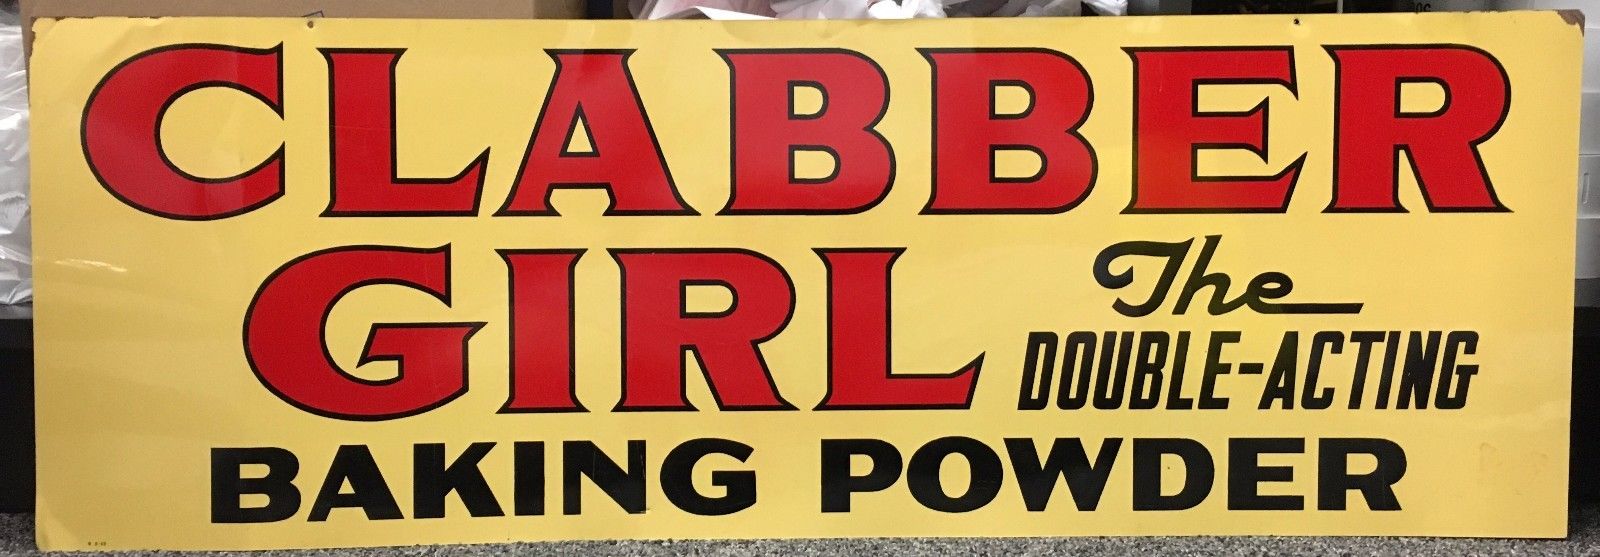 CLABBER
GIRL The
DOUBLE-ACTING
BAKING POWDER